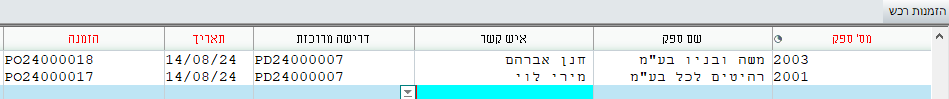 הזמנות רכש
מס' ספק שם ספק איש קשר דרישה מרוכזת תאריך הזמנה
2003 משה ובניו בע"מ חנן אברהם PD24000007 14/08/24 PO24000018
2001 רהיטים לכל בע"מ מירי לוי PD24000007 14/08/24 PO24000017